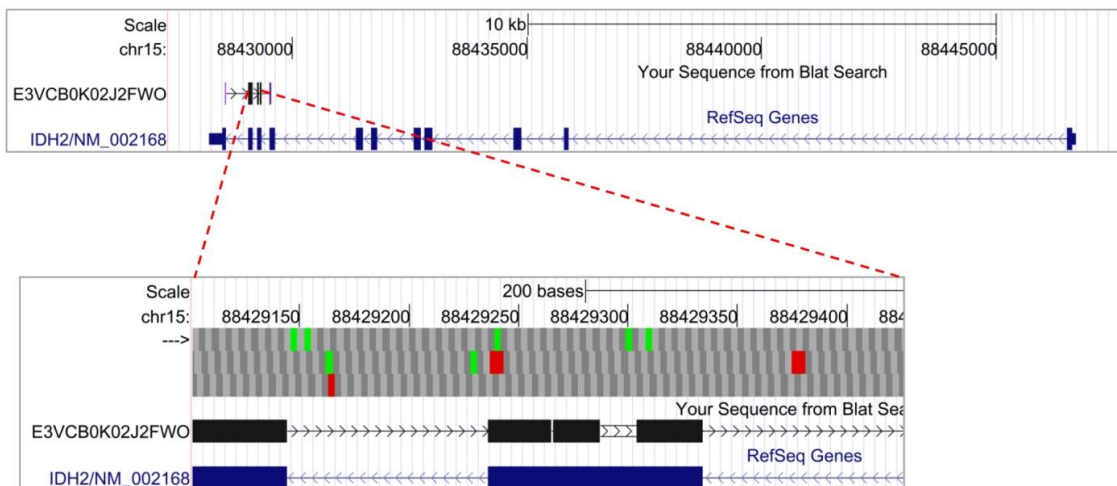 Scale 10 kb
chr15: 88430000 88435000 88440000 88445000
Your Sequence from Blat Search
E3VCB0K02J2FWO
RefSeq Genes
IDH2/NM_002168
Scale 200 bases
chr15: 88429150 88429200 88429250 88429300 88429350 88429400 884
--->
Your Sequence from Blat Sea
E3VCB0K02J2FWO
RefSeq Genes
IDH2/NM_002168